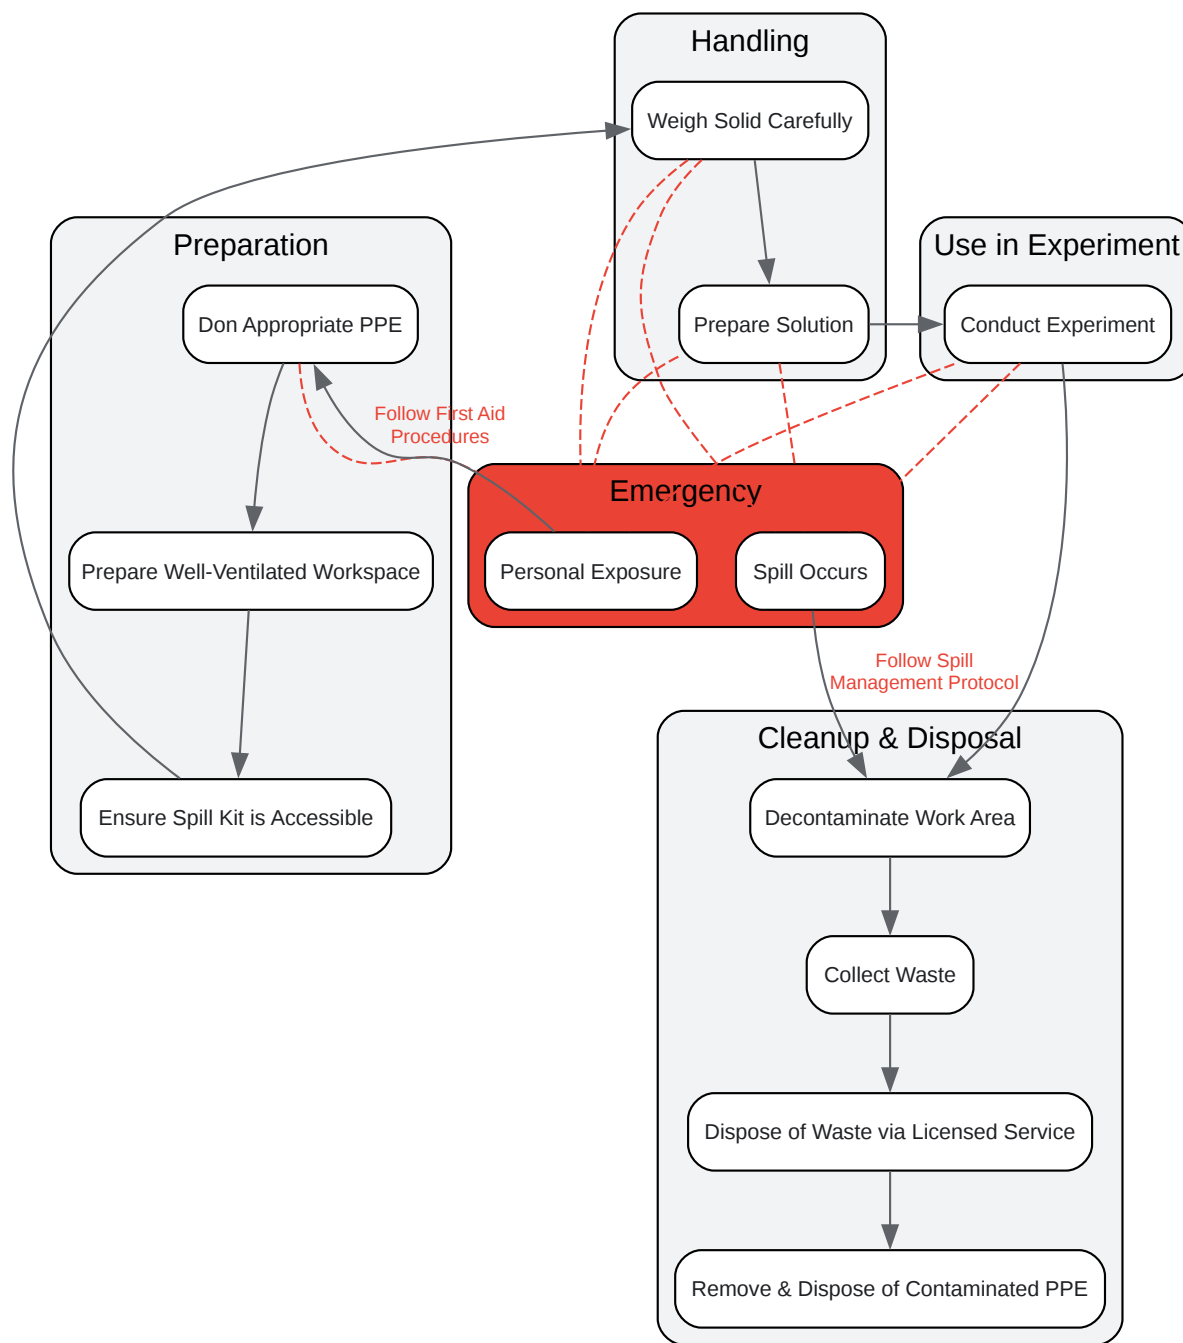 Handling
Weigh Solid Carefully
Preparation
Use in Experiment
Don Appropriate PPE
Prepare Solution
Conduct Experiment
Follow First Aid
Procedures
Emergency
Prepare Well-Ventilated Workspace
Personal Exposure
Spill Occurs
Follow Spill
Management Protocol
Cleanup & Disposal
Ensure Spill Kit is Accessible
Decontaminate Work Area
Collect Waste
Dispose of Waste via Licensed Service
Remove & Dispose of Contaminated PPE